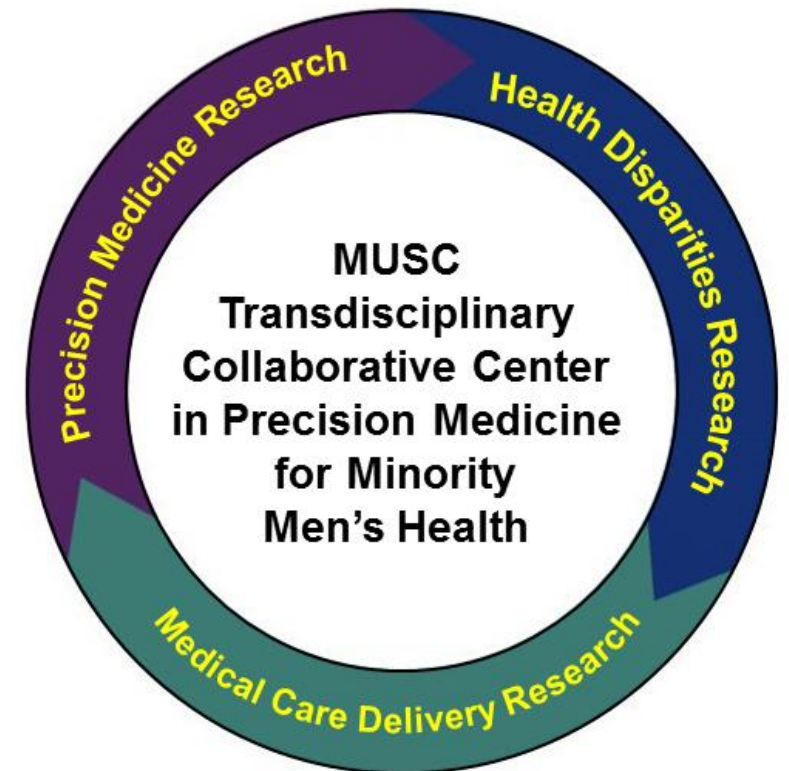 Precision Medicine Research
Health Disparities Research
MUSC
Transdisciplinary
Collaborative Center
in Precision Medicine
for Minority
Men’s Health
Medical Care Delivery Research